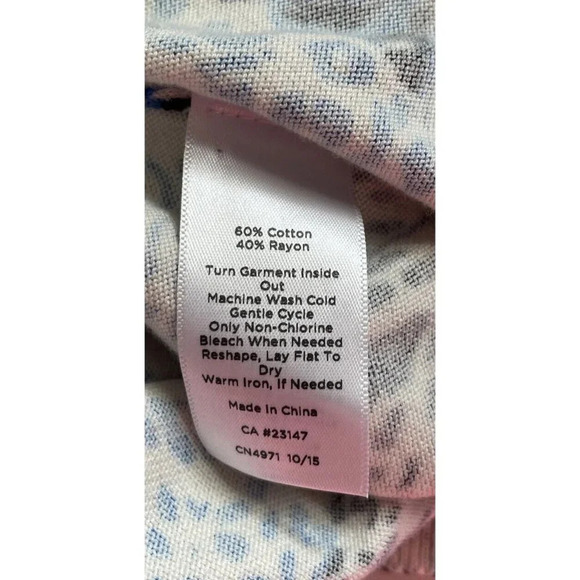 60% Cotton
40% Rayon
Turn Garment Inside
Out
Machine Wash Cold
Gentle Cycle
Only Non-Chlorine
Bleach When Needed
Reshape, Lay Flat To
Dry
Warm Iron, If Needed
Made In China
CA #23147
CN4971 10/15